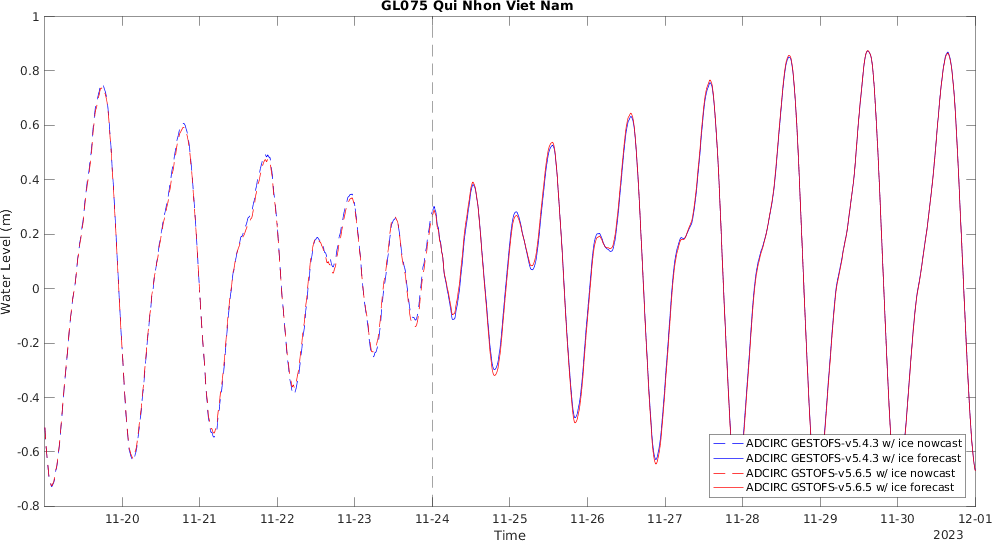 GL075 Qui Nhon Viet Nam
1
0.8
0.6
0.4
0.2
0
-0.2
-0.4
-0.6
-0.8
Water Level (m)
ADCIRC GESTOFS-v5.4.3 w/ ice nowcast
ADCIRC GESTOFS-v5.4.3 w/ ice forecast
ADCIRC GSTOFS-v5.6.5 w/ ice nowcast
ADCIRC GSTOFS-v5.6.5 w/ ice forecast
11-20 11-21 11-22 11-23 11-24 11-25 11-26 11-27 11-28 11-29 11-30 12-01
Time
2023